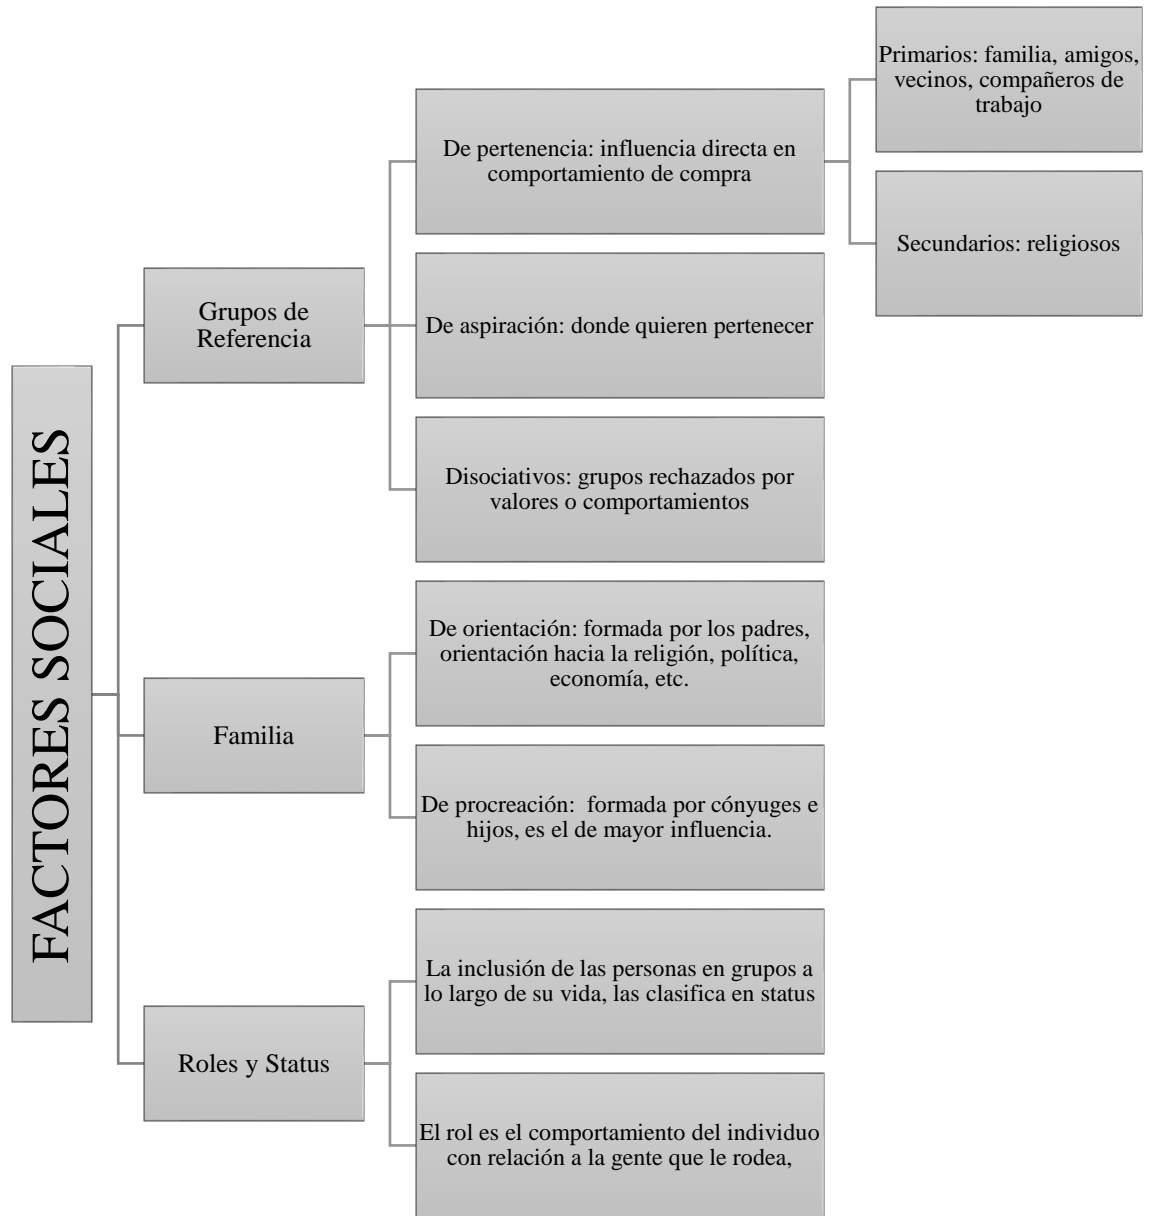 FACTORES SOCIALES
Grupos de
Referencia
De pertenencia: influencia directa en
comportamiento de compra
Primarios: familia, amigos,
vecinos, compañeros de
trabajo
Secundarios: religiosos
De aspiración: donde quieren pertenecer
Disociativos: grupos rechazados por
valores o comportamientos
Familia
De orientación: formada por los padres,
orientación hacia la religión, política,
economía, etc.
De procreación:  formada por cónyuges e
hijos, es el de mayor influencia.
Roles y Status
La inclusión de las personas en grupos a
lo largo de su vida, las clasifica en status
El rol es el comportamiento del individuo
con relación a la gente que le rodea,